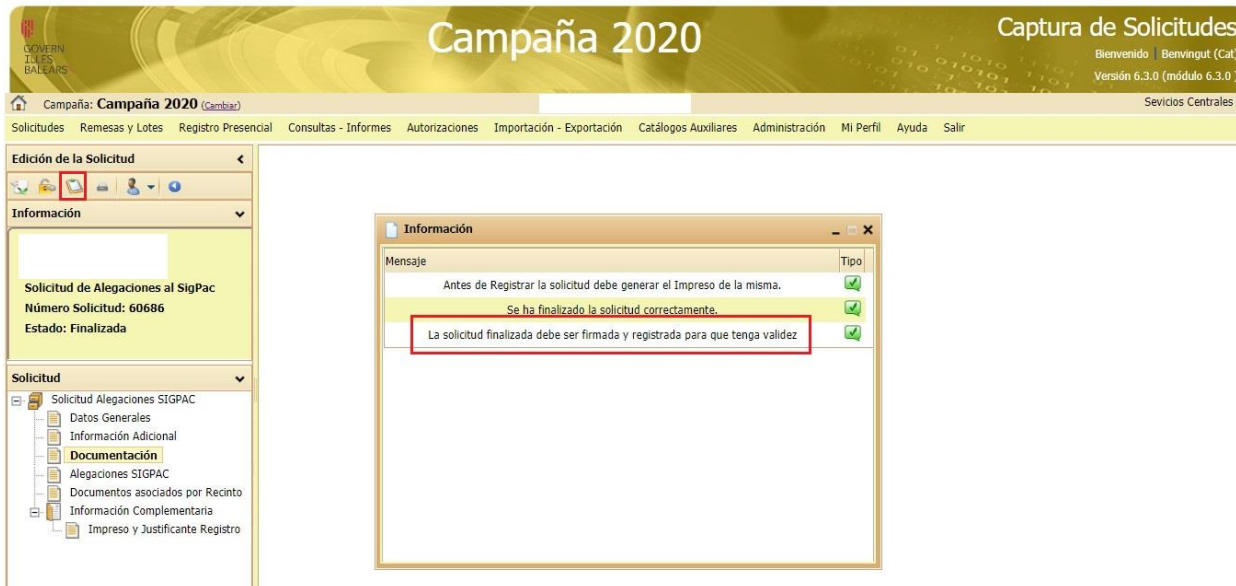 GOVERN
ILLES
BALEARS
Campaña 2020
Captura de Solicitudes
Bienvenido | Benvingut (Cat)
Versión 6.3.0 (módulo 6.3.0 )
Campaña: Campaña 2020 (Cambiar)
Sevicios Centrales
Solicitudes Remesas y Lotes Registro Presencial Consultas - Informes Autorizaciones Importación - Exportación Catálogos Auxiliares Administración Mi Perfil Ayuda Salir
Edición de la Solicitud
Información
Solicitud de Alegaciones al SigPac
Número Solicitud: 60686
Estado: Finalizada
Solicitud
Solicitud Alegaciones SIGPAC
Datos Generales
Información Adicional
Documentación
Alegaciones SIGPAC
Documentos asociados por Recinto
Información Complementaria
Impreso y Justificante Registro
Información
Mensaje Tipo
Antes de Registrar la solicitud debe generar el Impreso de la misma.
Se ha finalizado la solicitud correctamente.
La solicitud finalizada debe ser firmada y registrada para que tenga validez